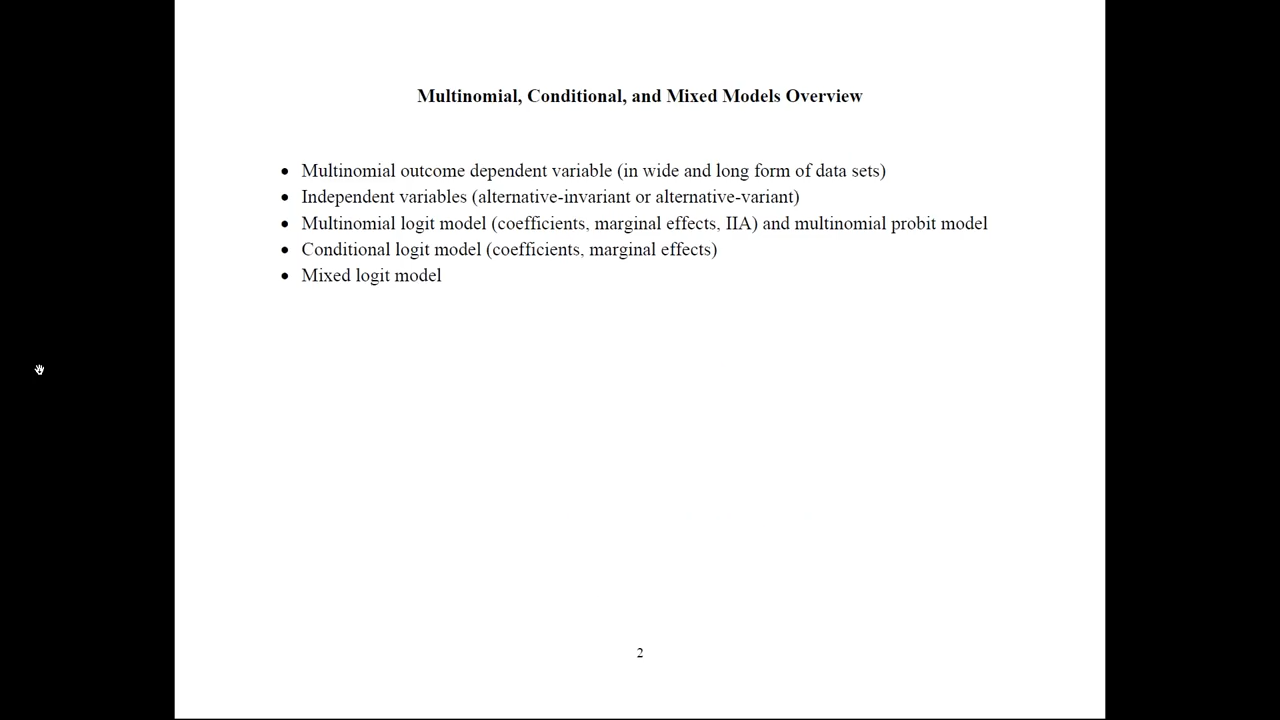 Multinomial, Conditional, and Mixed Models Overview
• Multinomial outcome dependent variable (in wide and long form of data sets)
• Independent variables (alternative-invariant or alternative-variant)
• Multinomial logit model (coefficients, marginal effects, IIA) and multinomial probit model
• Conditional logit model (coefficients, marginal effects)
• Mixed logit model
2